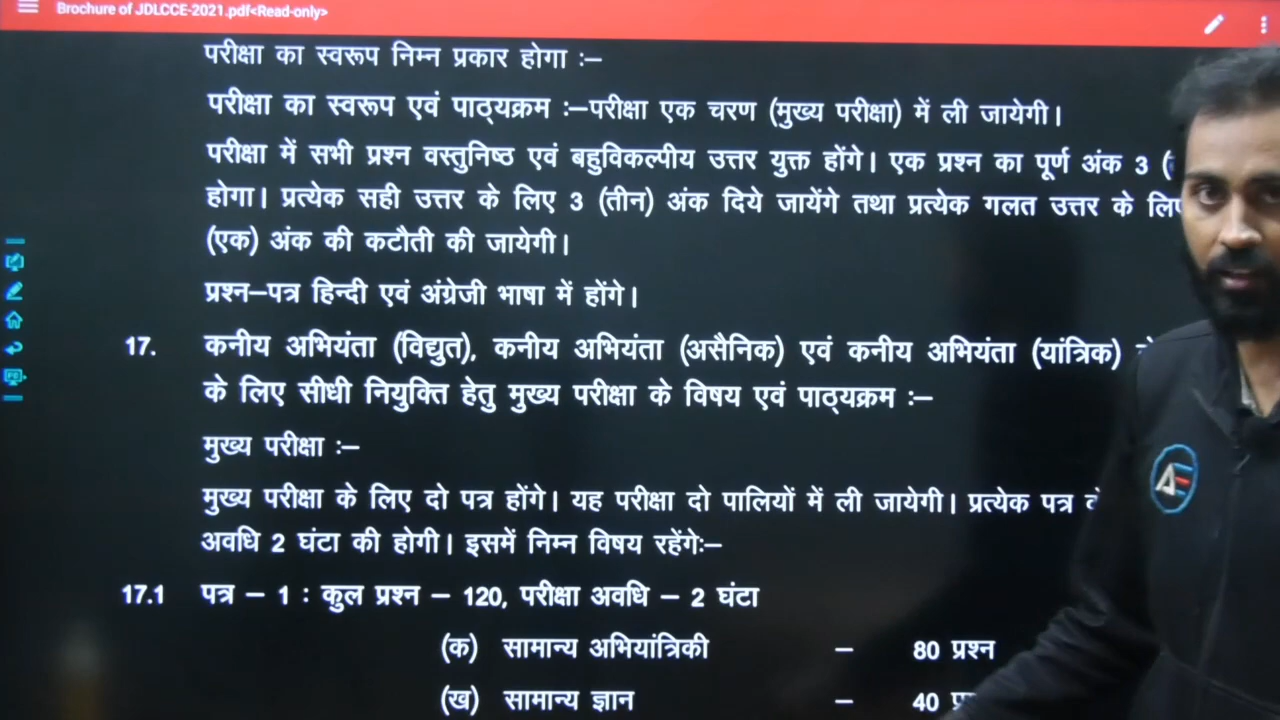 Brochure of JDLCCE-2021.pdf<Read-only>
परीक्षा का स्वरूप निम्न प्रकार होगा :–
परीक्षा का स्वरूप एवं पाठ्यक्रम :–परीक्षा एक चरण (मुख्य परीक्षा) में ली जायेगी।
परीक्षा में सभी प्रश्न वस्तुनिष्ठ एवं बहुविकल्पीय उत्तर युक्त होंगे। एक प्रश्न का पूर्ण अंक 3 (
होगा। प्रत्येक सही उत्तर के लिए 3 (तीन) अंक दिये जायेंगे तथा प्रत्येक गलत उत्तर के
(एक) अंक की कटौती की जायेगी।
प्रश्न–पत्र हिन्दी एवं अंग्रेजी भाषा में होंगे।
17. कनीय अभियंता (विद्युत), कनीय अभियंता (असैनिक) एवं कनीय अभियंता (यांत्रिक)
के लिए सीधी नियुक्ति हेतु मुख्य परीक्षा के विषय एवं पाठ्यक्रम :–
मुख्य परीक्षा :–
मुख्य परीक्षा के लिए दो पत्र होंगे। यह परीक्षा दो पालियों में ली जायेगी। प्रत्येक पत्र
अवधि 2 घंटा की होगी। इसमें निम्न विषय रहेंगेः–
17.1 पत्र – 1 : कुल प्रश्न – 120, परीक्षा अवधि – 2 घंटा
(क) सामान्य अभियांत्रिकी – 80 प्रश्न
(ख) सामान्य ज्ञान – 40
AE